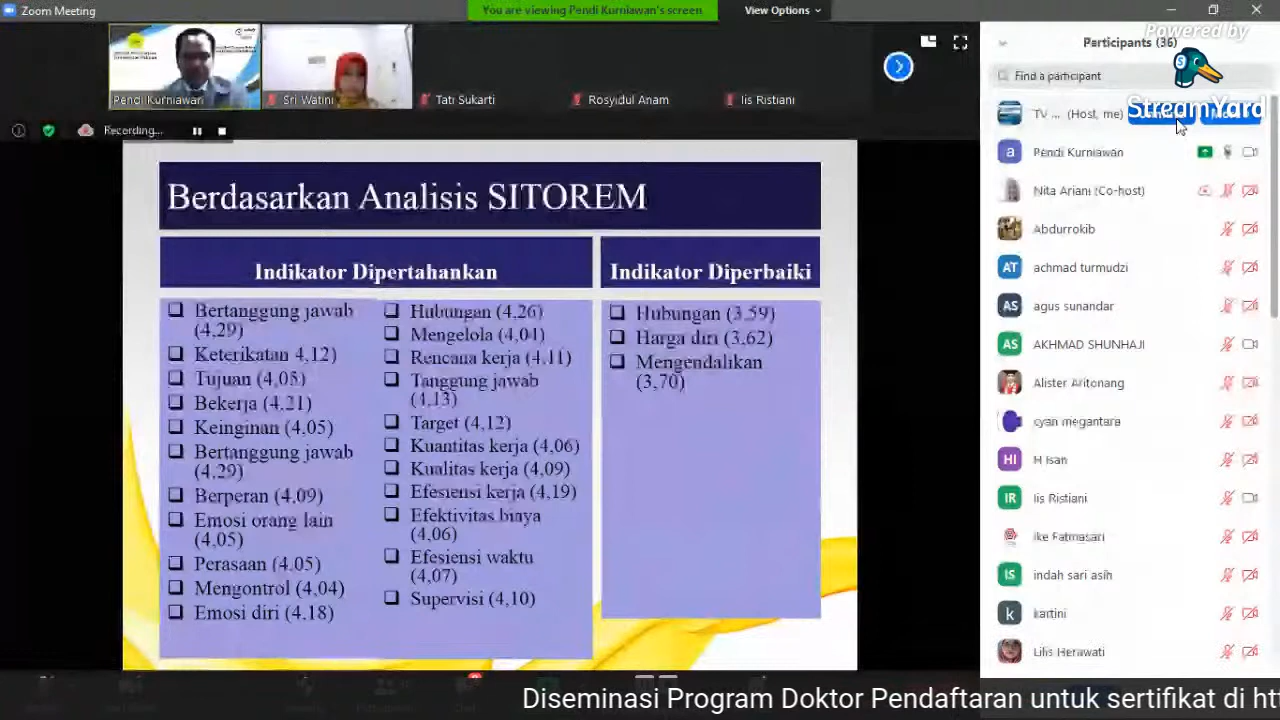 Zoom Meeting
You are viewing Pendi Kurniawan's screen
View Options
Pendi Kurniawan
Sri Watini
Tati Sukarti
Rosyidul Anam
Iis Ristiani
Recording...
Berdasarkan Analisis SITOREM
Indikator Dipertahankan
Bertanggung jawab
(4,29)
Keterikatan 4,12)
Tujuan (4,05)
Bekerja (4,21)
Keinginan (4,05)
Bertanggung jawab
(4,29)
Berperan (4,09)
Emosi orang lain
(4,05)
Perasaan (4,05)
Mengontrol (4,04)
Emosi diri (4,18)
Hubungan (4,26)
Mengelola (4,04)
Rencana kerja (4,11)
Tanggung jawab
(4,13)
Target (4,12)
Kuantitas kerja (4,06)
Kualitas kerja (4,09)
Efesiensi kerja (4,19)
Efektivitas biaya
(4,06)
Efesiensi waktu
(4,07)
Supervisi (4,10)
Indikator Diperbaiki
Hubungan (3,59)
Harga diri (3,62)
Mengendalikan
(3,70)
Participants (36)
Powered by
StreamYard
Find a participant
TV ... (Host, me)
a Pendi Kurniawan
Nita Ariani (Co-host)
Abdurrokib
AT achmad turmudzi
AS agus sunandar
AS AKHMAD SHUNHAJI
Alister Aritonang
cyan megantara
HI H Isan
IR Iis Ristiani
ike Fatmasari
IS indah sari asih
k kartini
Lilis Herawati
Diseminasi Program Doktor Pendaftaran untuk sertifikat di ht